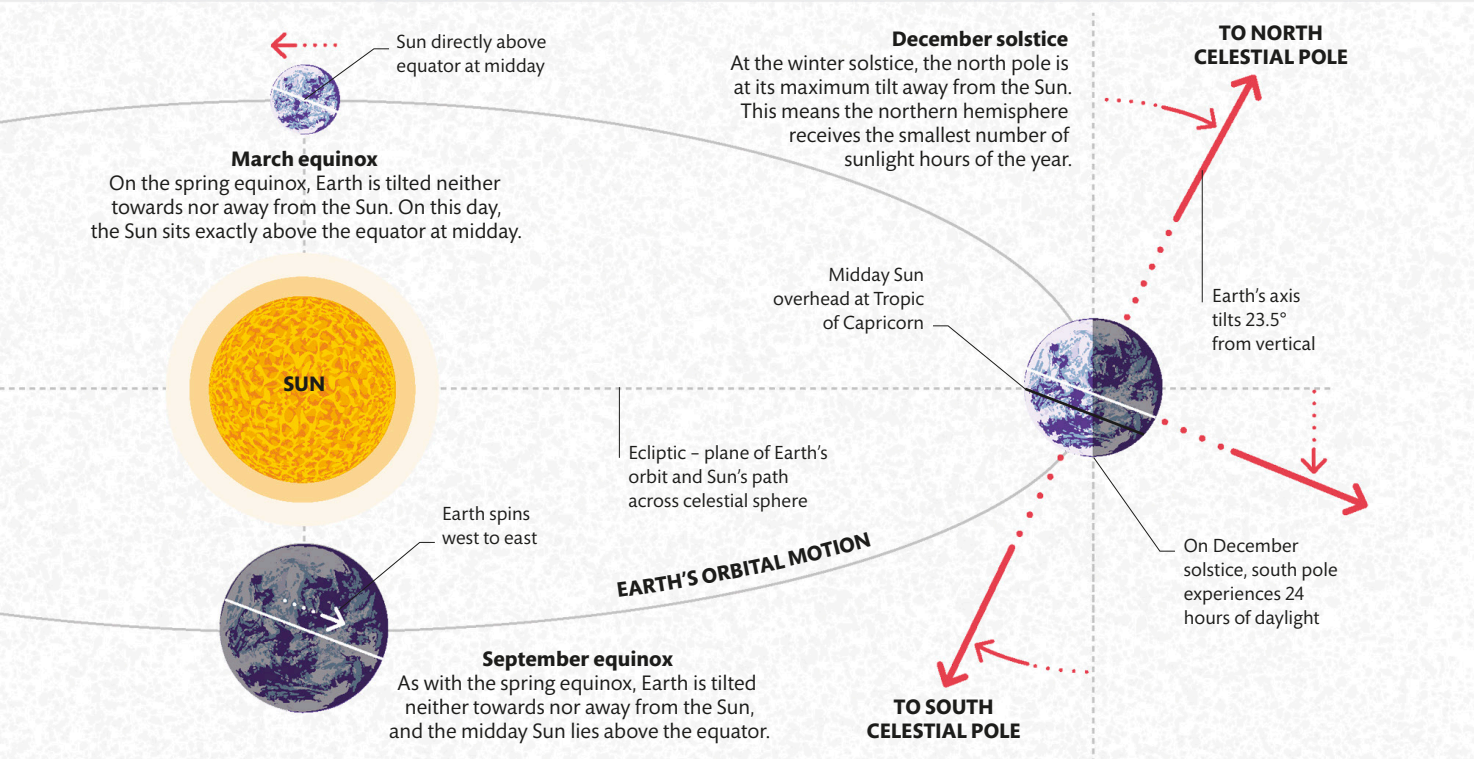 Sun directly above
equator at midday
March equinox
On the spring equinox, Earth is tilted neither
towards nor away from the Sun. On this day,
the Sun sits exactly above the equator at midday.
December solstice
At the winter solstice, the north pole is
at its maximum tilt away from the Sun.
This means the northern hemisphere
receives the smallest number of
sunlight hours of the year.
TO NORTH
CELESTIAL POLE
Midday Sun
overhead at Tropic
of Capricorn
Earth's axis
tilts 23.5°
from vertical
SUN
Ecliptic – plane of Earth's
orbit and Sun's path
across celestial sphere
Earth spins
west to east
EARTH'S ORBITAL MOTION
On December
solstice, south pole
experiences 24
hours of daylight
September equinox
As with the spring equinox, Earth is tilted
neither towards nor away from the Sun,
and the midday Sun lies above the equator.
TO SOUTH
CELESTIAL POLE